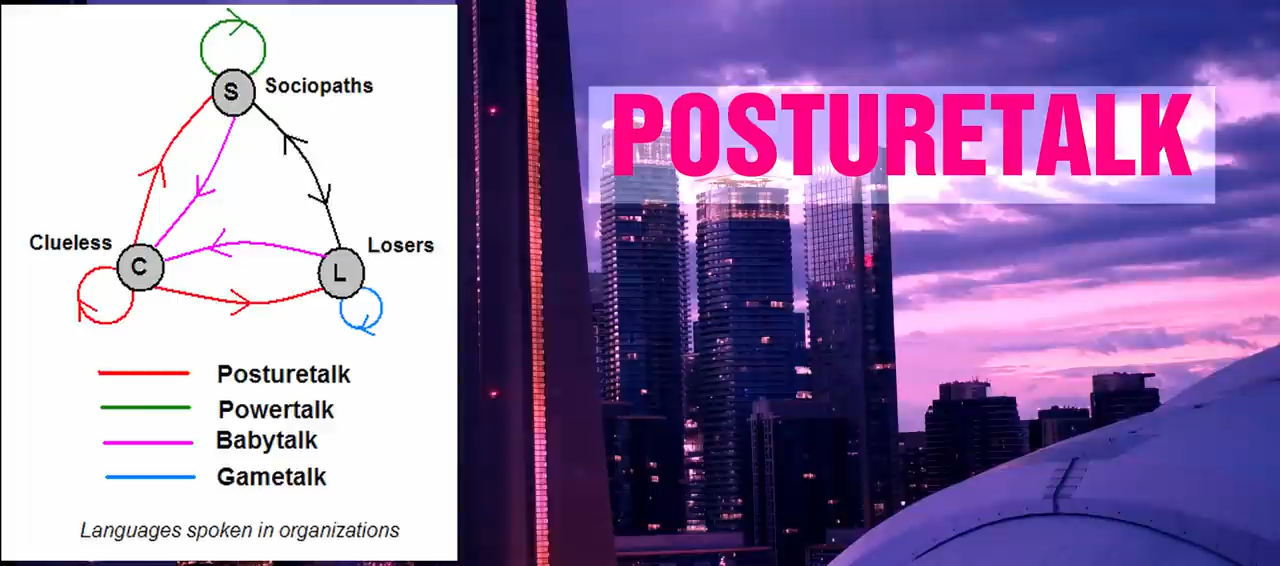 S
Sociopaths
Clueless
Losers
C
L
Posturetalk
Powertalk
Babytalk
Gametalk
Languages spoken in organizations
POSTURETALK